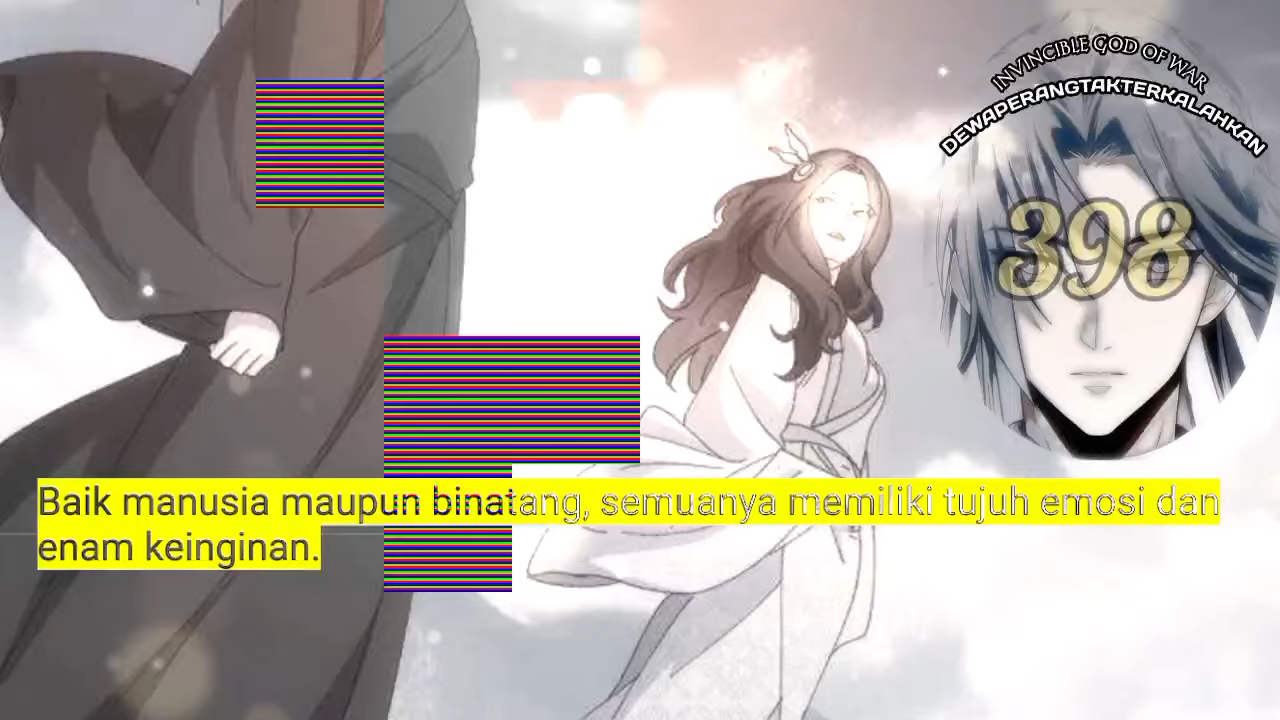 INVINCIBLE GOD OF WAR
DEWAPERANGTAKTERKALAHKAN
398
Baik manusia maupun binatang, semuanya memiliki tujuh emosi dan
enam keinginan.